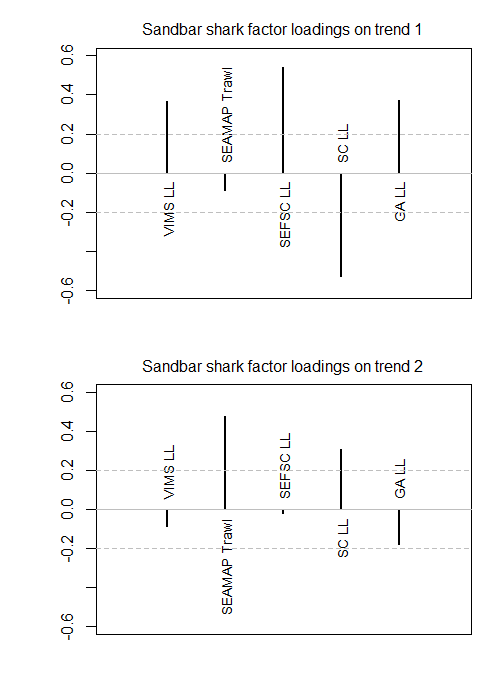 Sandbar shark factor loadings on trend 1
0.6
0.4
0.2
0.0
-0.2
-0.6
VIMS LL
SEAMAP Trawl
SEFSC LL
SC LL
GA LL
Sandbar shark factor loadings on trend 2
0.6
0.4
0.2
0.0
-0.2
-0.6
VIMS LL
SEAMAP Trawl
SEFSC LL
SC LL
GA LL